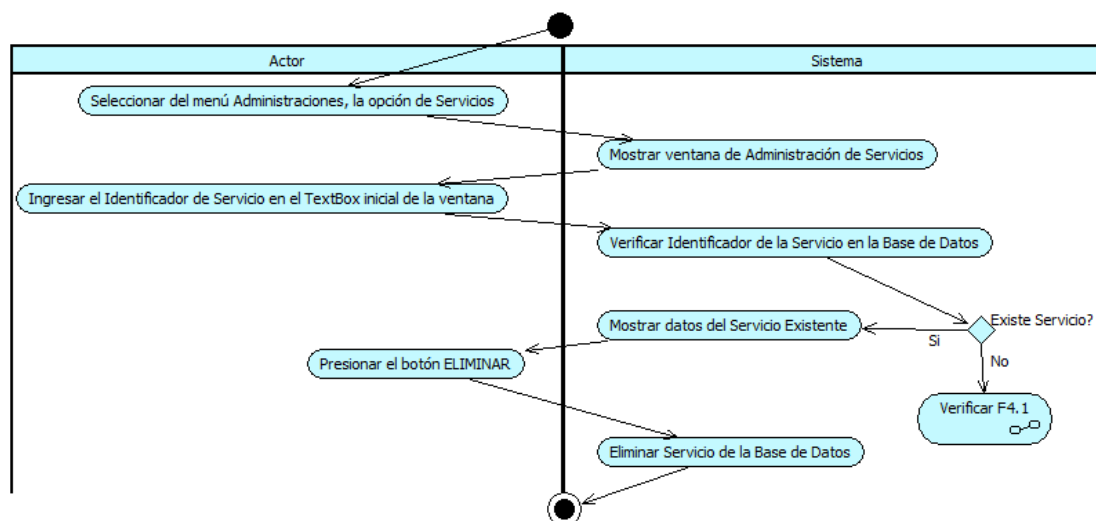 Actor
Sistema
Seleccionar del menú Administraciones, la opción de Servicios
Mostrar ventana de Administración de Servicios
Ingresar el Identificador de Servicio en el TextBox inicial de la ventana
Verificar Identificador de la Servicio en la Base de Datos
Existe Servicio?
Mostrar datos del Servicio Existente
Si
No
Presionar el botón ELIMINAR
Verificar F4.1
Eliminar Servicio de la Base de Datos